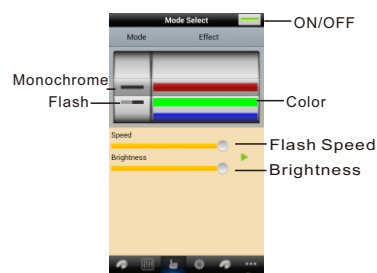 Mode Select
ON/OFF
Mode Effect
Monochrome
Flash
Color
Speed
Flash Speed
Brightness
Brightness